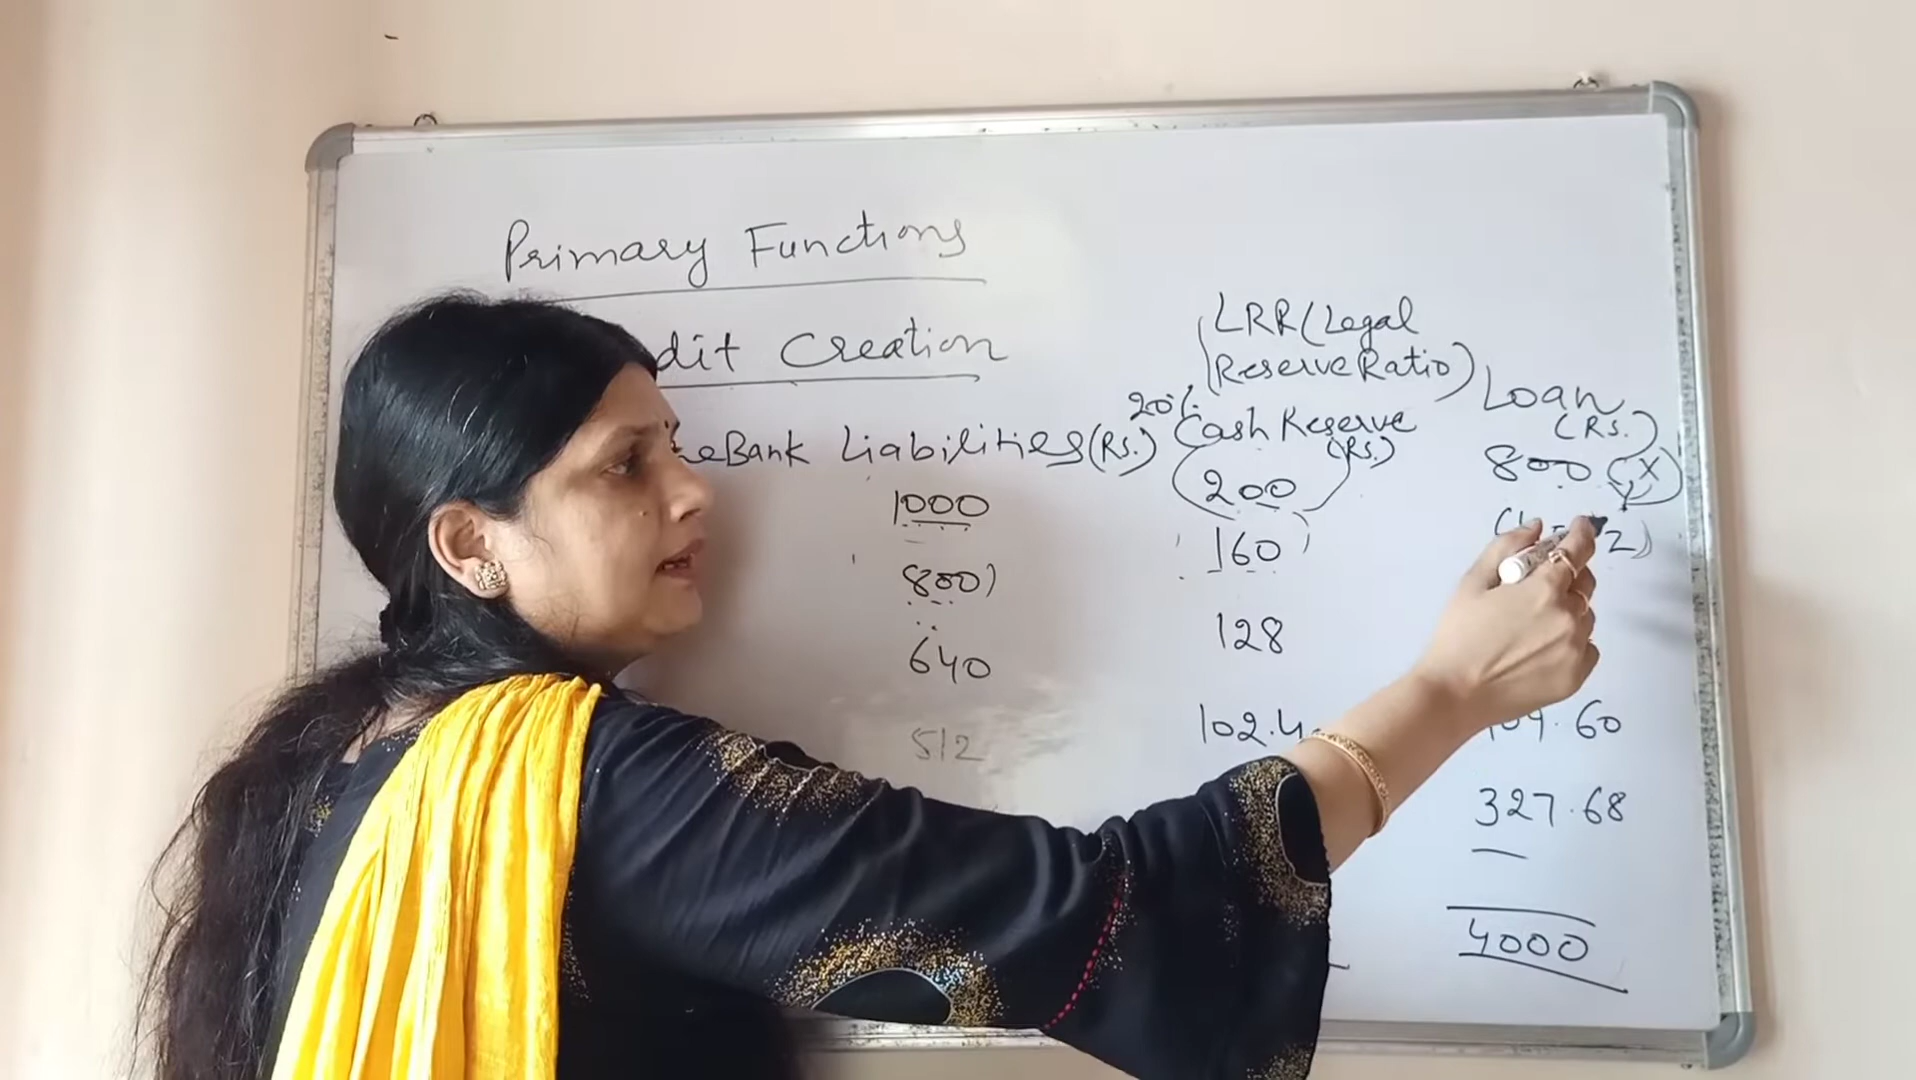 Primary Functions
dit Creation
LRR (Legal
Reserve Ratio)
Bank Liabilities (Rs.) 20% Cash Reserve (Rs.) Loan (Rs.)
1000 200 800 (X)
800) 160
640 128
512 102.4 .60
327.68
4000